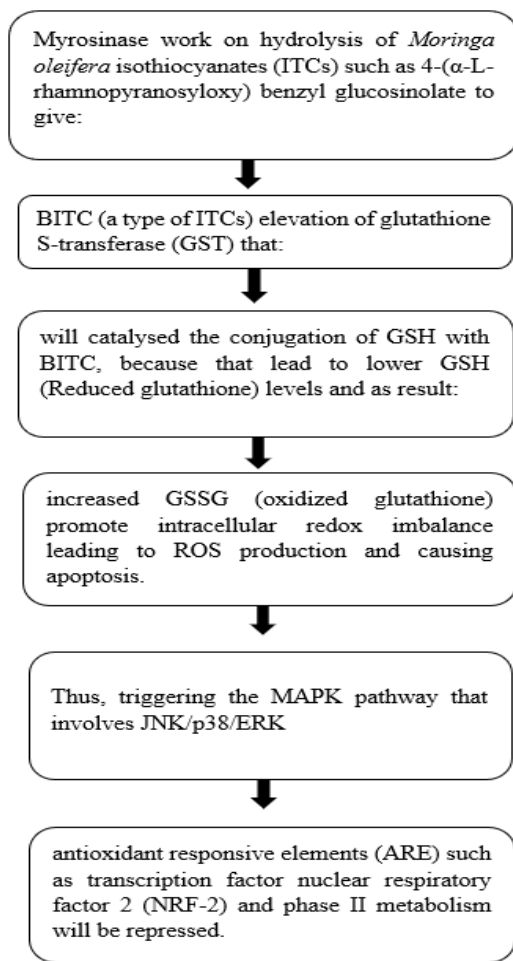 Myrosinase work on hydrolysis of Moringa
oleifera isothiocyanates (ITCs) such as 4-(α-L-
rhamnopyranosyloxy) benzyl glucosinolate to
give:
BITC (a type of ITCs) elevation of glutathione
S-transferase (GST) that:
will catalysed the conjugation of GSH with
BITC, because that lead to lower GSH
(Reduced glutathione) levels and as result:
increased GSSG (oxidized glutathione)
promote intracellular redox imbalance
leading to ROS production and causing
apoptosis.
Thus, triggering the MAPK pathway that
involves JNK/p38/ERK
antioxidant responsive elements (ARE) such
as transcription factor nuclear respiratory
factor 2 (NRF-2) and phase II metabolism
will be repressed.